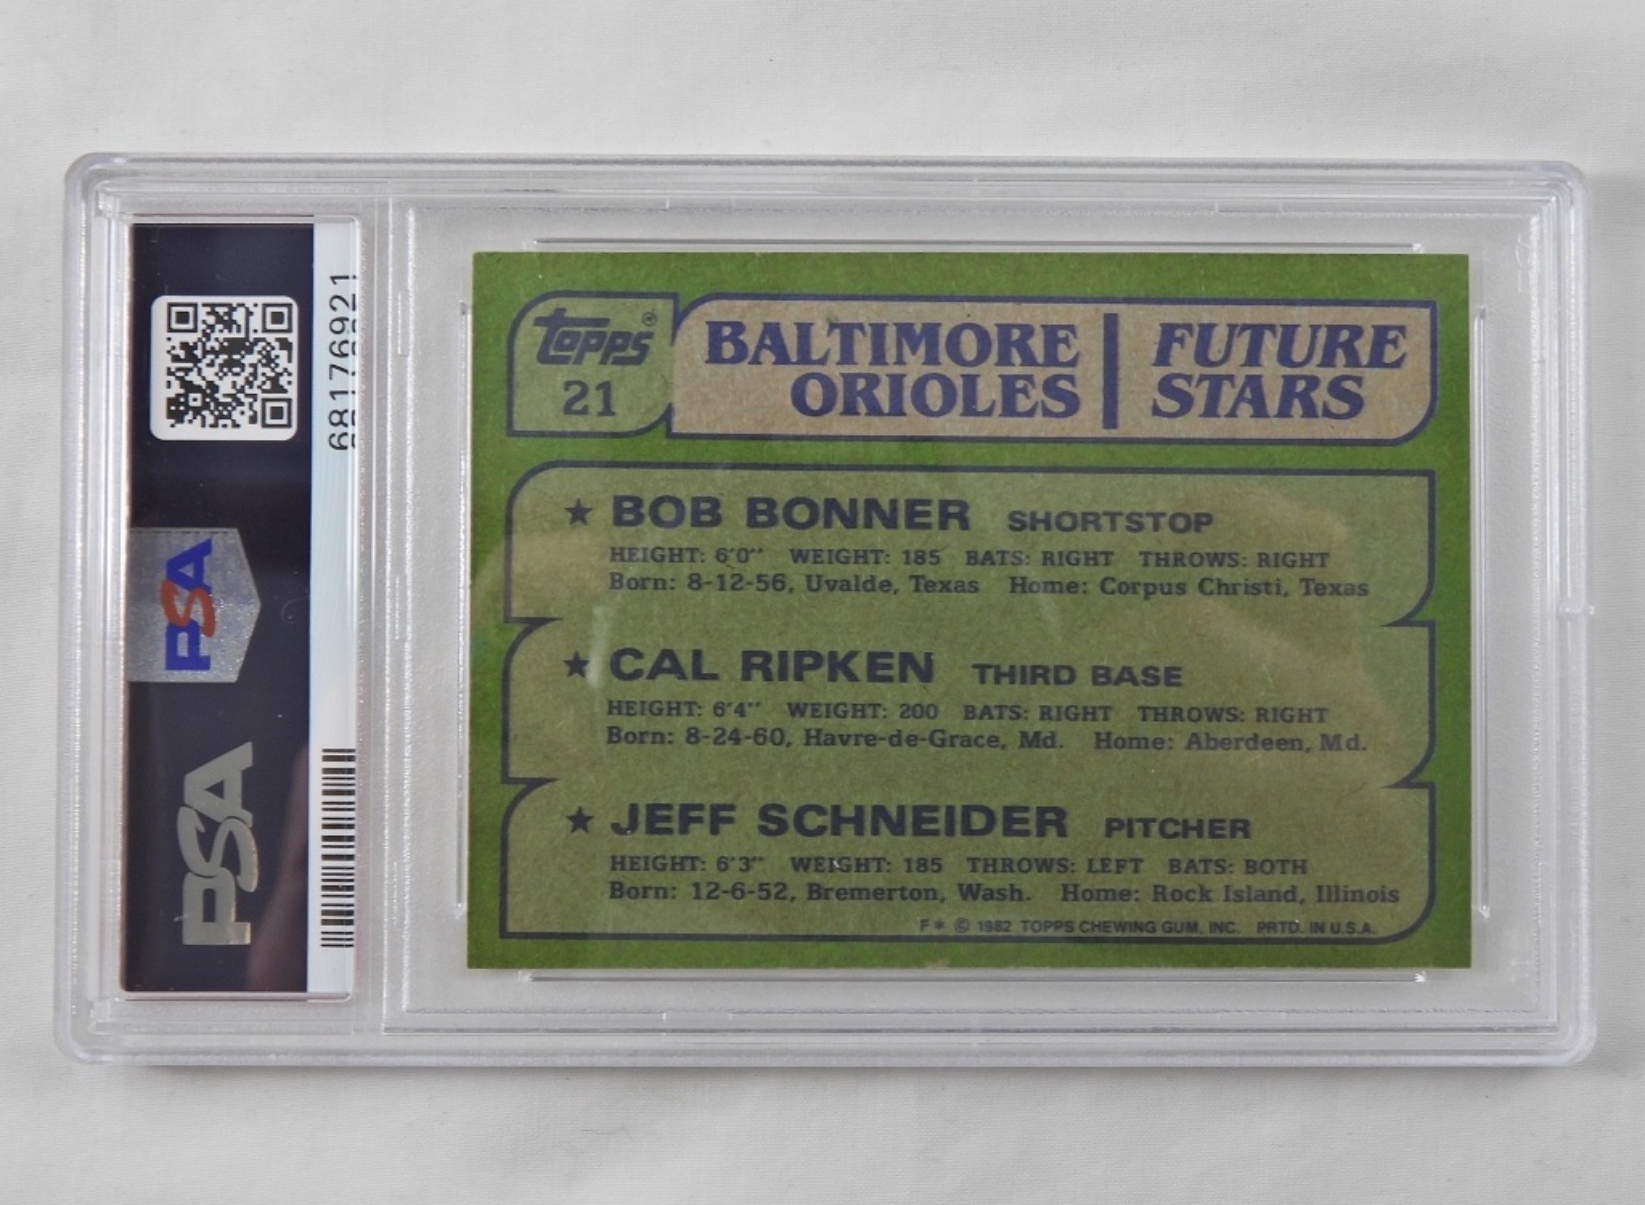 68176921
PSA
PSA
Topps®
21
BALTIMORE
ORIOLES
FUTURE
STARS
★ BOB BONNER SHORTSTOP
HEIGHT: 6'0" WEIGHT: 185 BATS: RIGHT THROWS: RIGHT
Born: 8-12-56, Uvalde, Texas Home: Corpus Christi, Texas
★ CAL RIPKEN THIRD BASE
HEIGHT: 6'4" WEIGHT: 200 BATS: RIGHT THROWS: RIGHT
Born: 8-24-60, Havre-de-Grace, Md. Home: Aberdeen, Md.
★ JEFF SCHNEIDER PITCHER
HEIGHT: 6'3" WEIGHT: 185 THROWS: LEFT BATS: BOTH
Born: 12-6-52, Bremerton, Wash. Home: Rock Island, Illinois
F* © 1982 TOPPS CHEWING GUM, INC. PRTD. IN U.S.A.